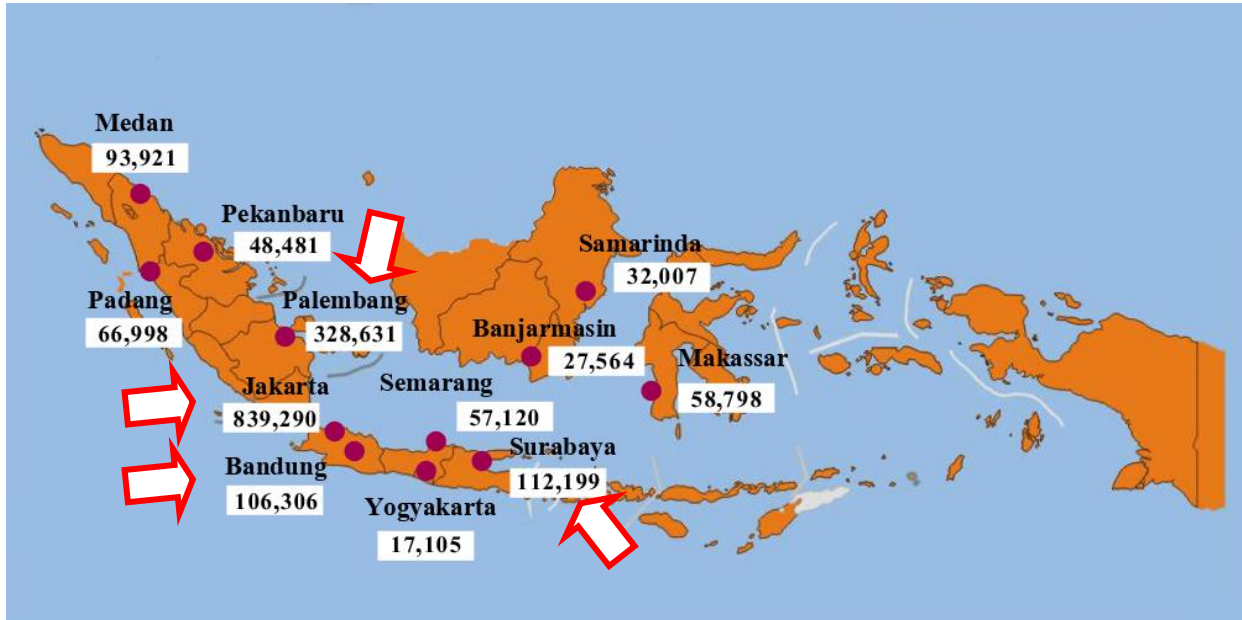 Medan
93,921
Pekanbaru
48,481
Samarinda
32,007
Padang
66,998
Palembang
328,631
Banjarmasin
27,564
Makassar
58,798
Jakarta
839,290
Semarang
57,120
Bandung
106,306
Surabaya
112,199
Yogyakarta
17,105